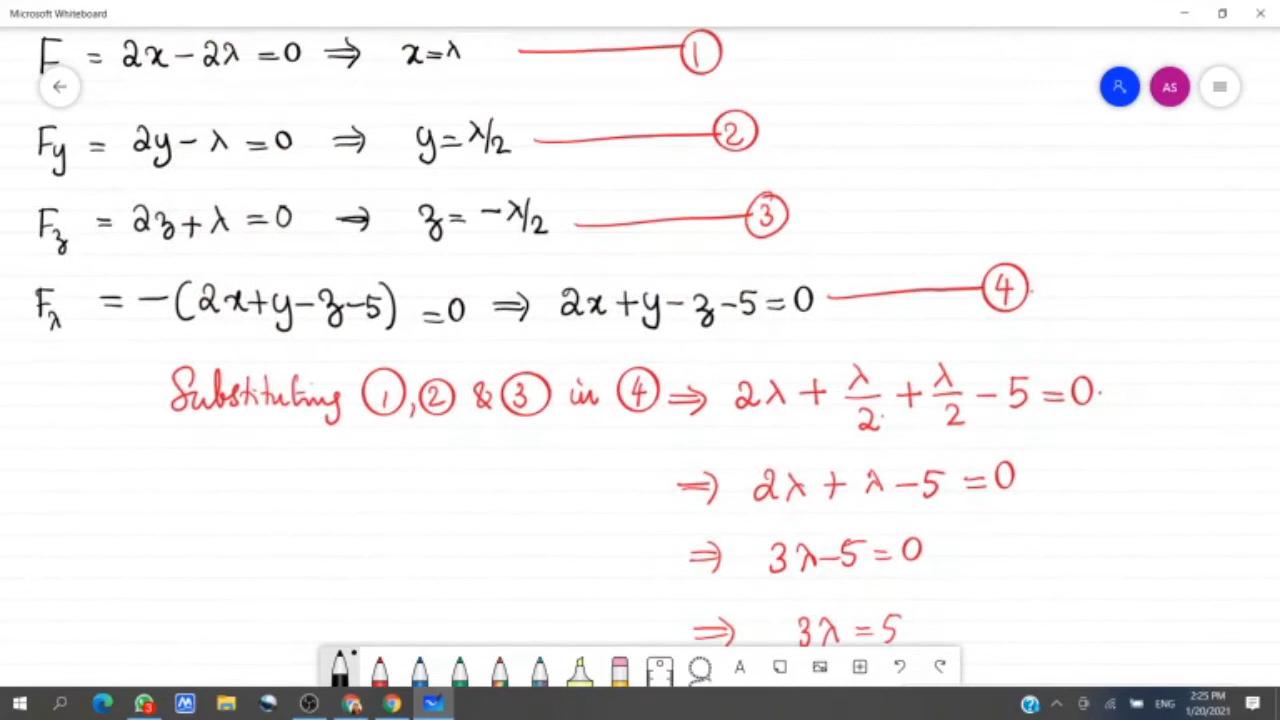 Microsoft Whiteboard
F = 2x - 2λ = 0 ⇒ x = λ ①
AS
Fy = 2y - λ = 0 ⇒ y = λ/2 ②
Fz = 2z + λ = 0 → z = -λ/2 ③
Fλ = -(2x+y-z-5) = 0 ⇒ 2x+y-z-5=0 ④
Substituting ①,② & ③ in ④ ⇒ 2λ + λ/2 + λ/2 - 5 = 0.
⇒ 2λ + λ - 5 = 0
⇒ 3λ-5 = 0
⇒ 3λ = 5
A
3
ENG
2:25 PM
1/20/2021